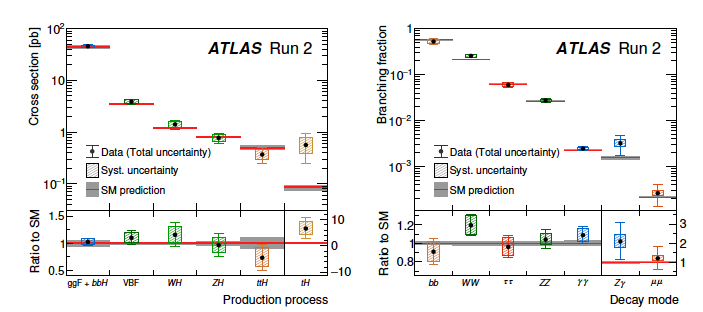 ATLAS Run 2
Cross section [pb]
10²
10
1
10⁻¹
Data (Total uncertainty)
Syst. uncertainty
SM prediction
Ratio to SM
1.5
1
0.5
10
0
−10
ggF + bbH VBF WH ZH ttH tH
Production process
ATLAS Run 2
Branching fraction
1
10⁻¹
10⁻²
10⁻³
Data (Total uncertainty)
Syst. uncertainty
SM prediction
Ratio to SM
1.2
1
0.8
3
2
1
bb WW ττ ZZ γγ Zγ μμ
Decay mode